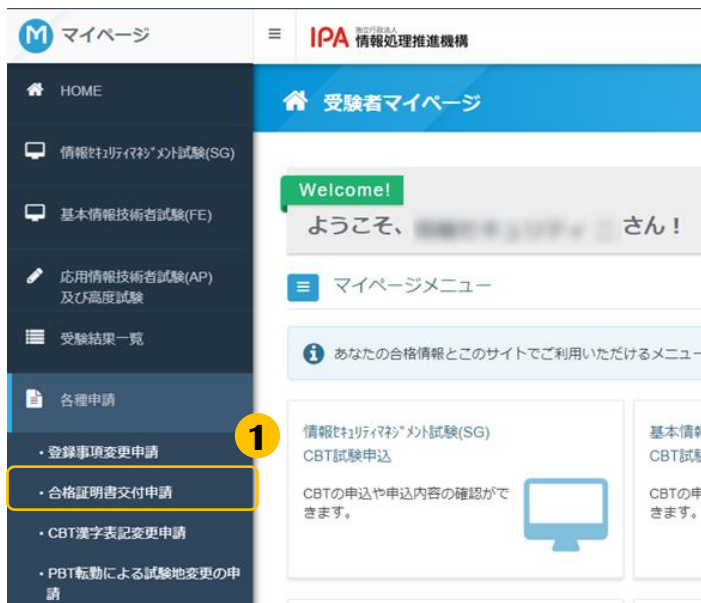 M マイページ
IPA 独立行政法人
情報処理推進機構
HOME
情報ｾｷｭﾘﾃｨﾏﾈｼﾞﾒﾝﾄ試験(SG)
基本情報技術者試験(FE)
応用情報技術者試験(AP)
及び高度試験
受験結果一覧
各種申請
・登録事項変更申請
1
・合格証明書交付申請
・CBT漢字表記変更申請
・PBT転勤による試験地変更の申
請
受験者マイページ
Welcome!
ようこそ、
さん！
マイページメニュー
あなたの合格情報とこのサイトでご利用いただけるメニュー
情報ｾｷｭﾘﾃｨﾏﾈｼﾞﾒﾝﾄ試験(SG)
CBT試験申込
CBTの申込や申込内容の確認がで
きます。
基本情報
CBT試験
CBTの申
きます。